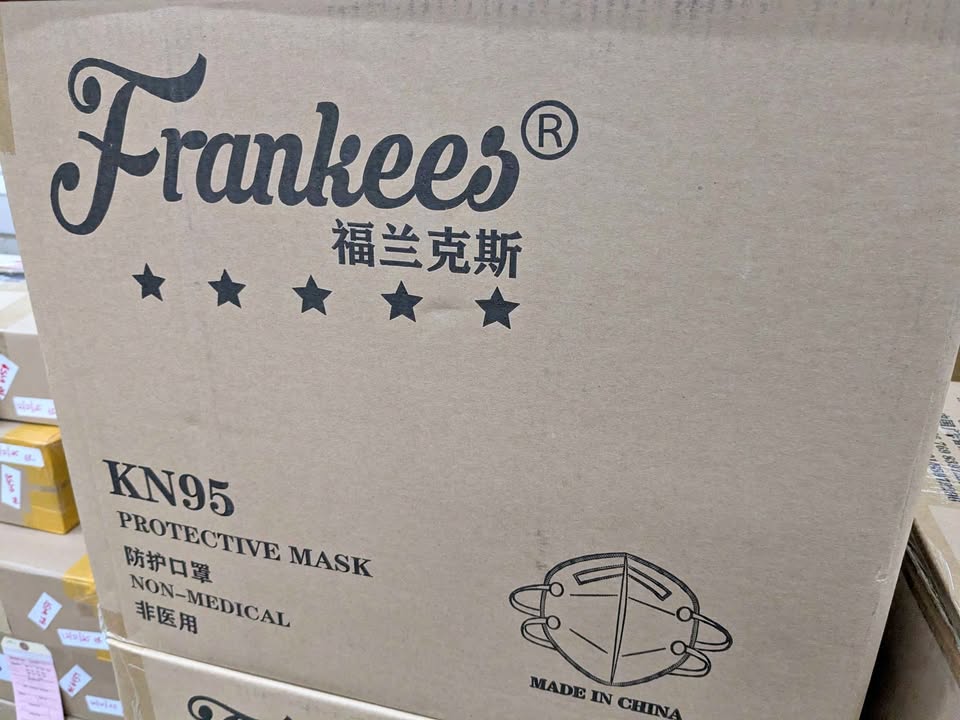 Frankees®
福兰克斯
KN95
PROTECTIVE MASK
防护口罩
NON-MEDICAL
非医用
MADE IN CHINA